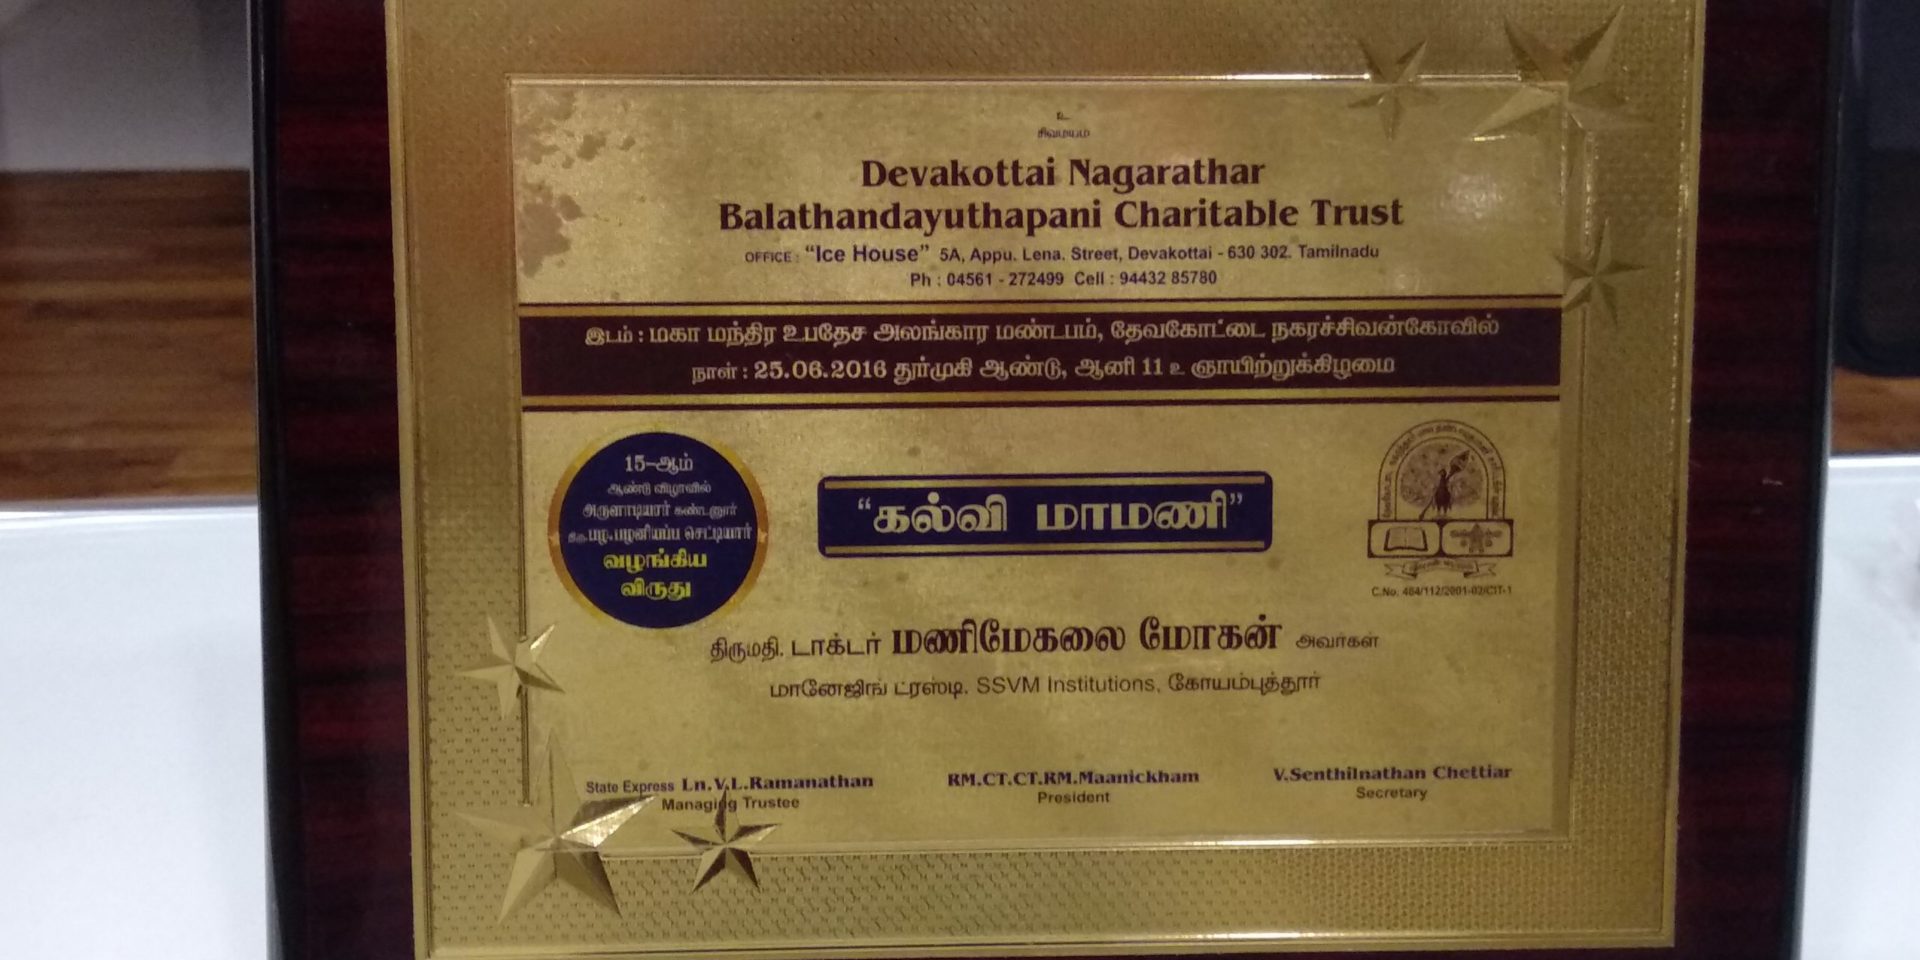 உ
சிவமயம்
Devakottai Nagarathar
Balathandayuthapani Charitable Trust
OFFICE : “Ice House” 5A, Appu. Lena. Street, Devakottai - 630 302. Tamilnadu
Ph : 04561 - 272499 Cell : 94432 85780
இடம் : மகா மந்திர உபதேச அலங்கார மண்டபம், தேவகோட்டை நகரச்சிவன்கோவில்
நாள் : 25.06.2016 துர்முகி ஆண்டு, ஆனி 11 உ ஞாயிற்றுக்கிழமை
15-ஆம்
ஆண்டு விழாவில்
அருளாடியார் கண்டனூர்
திரு. பழ.பழனியப்ப செட்டியார்
வழங்கிய
விருது
“கல்வி மாமணி”
C.No. 464/112/2001-02/CIT-1
திருமதி. டாக்டர் மணிமேகலை மோகன் அவர்கள்
மானேஜிங் ட்ரஸ்டி. SSVM Institutions, கோயம்புத்தூர்
State Express Ln.V.L.Ramanathan
Managing Trustee
RM.CT.CT.RM.Maanickham
President
V.Senthilnathan Chettiar
Secretary